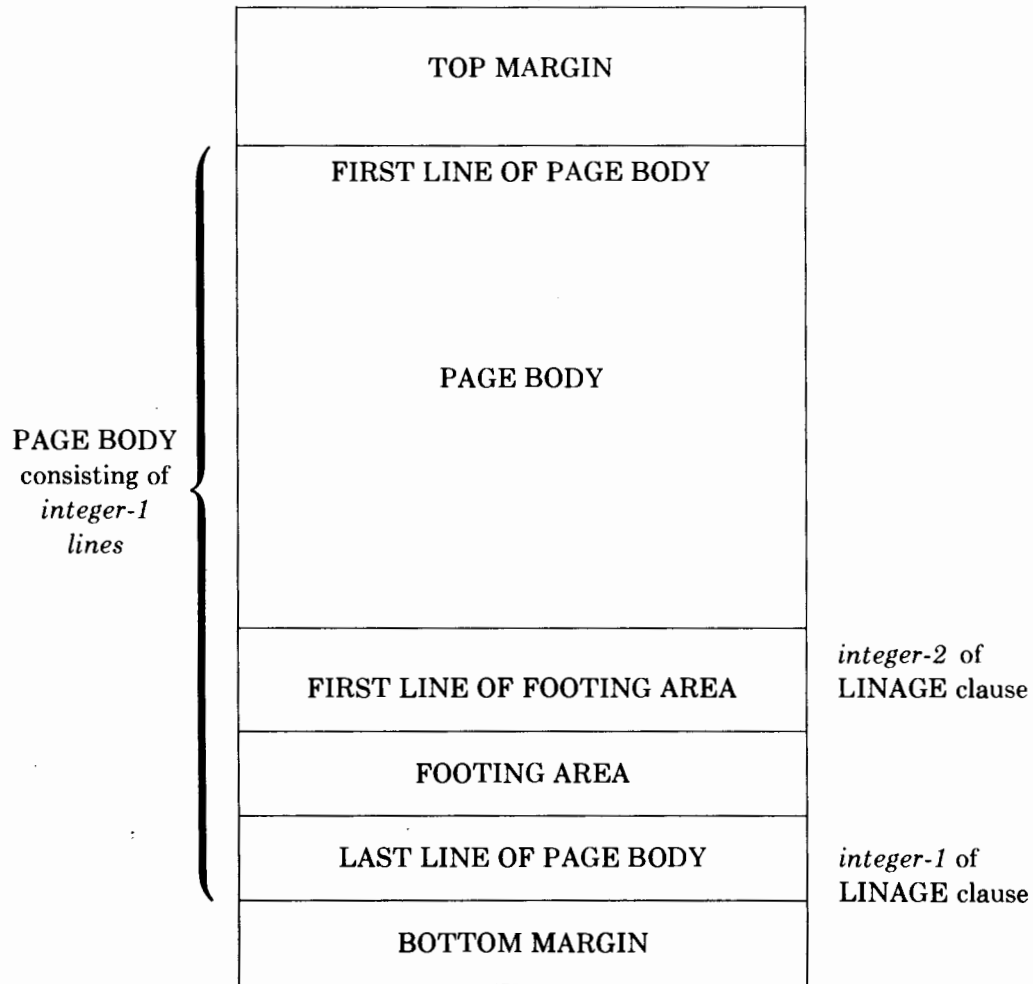 TOP MARGIN
FIRST LINE OF PAGE BODY
PAGE BODY
PAGE BODY
consisting of
integer-1
lines
FIRST LINE OF FOOTING AREA
integer-2 of
LINAGE clause
FOOTING AREA
LAST LINE OF PAGE BODY
integer-1 of
LINAGE clause
BOTTOM MARGIN